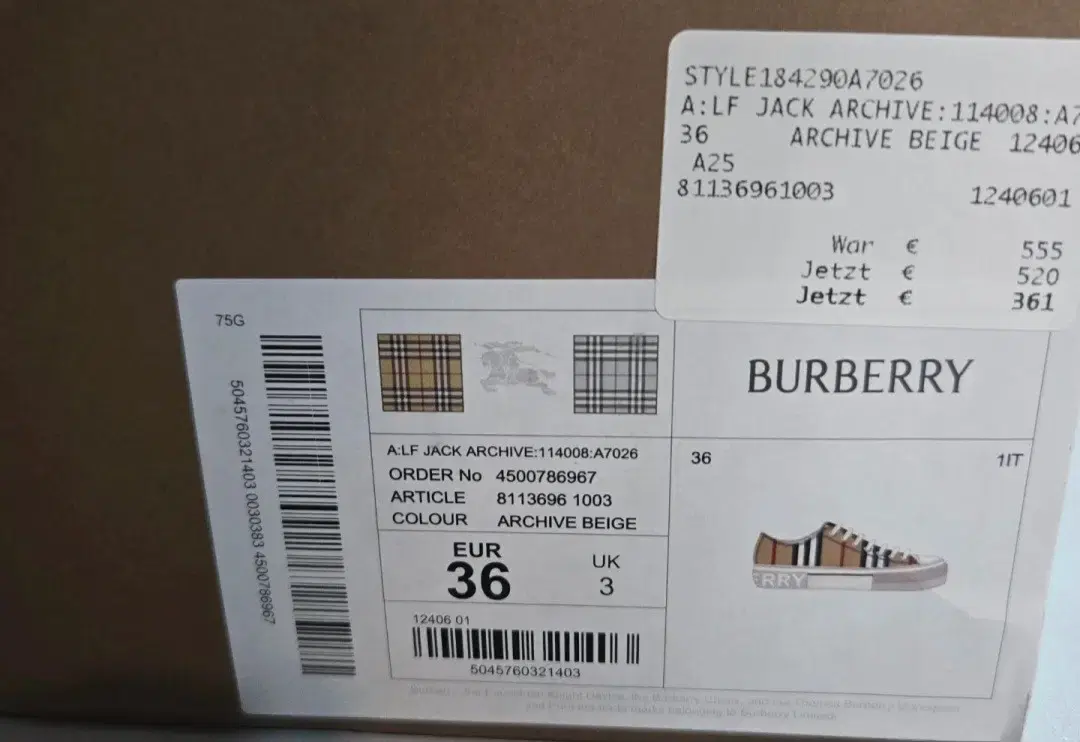 STYLE184290A7026
A:LF JACK ARCHIVE:114008:A7
36 ARCHIVE BEIGE 12406
A25
81136961003 1240601
War € 555
Jetzt € 520
Jetzt € 361
75G
5045760321403 0030383 4500786967
BURBERRY
A:LF JACK ARCHIVE:114008:A7026
ORDER No 4500786967
ARTICLE 8113696 1003
COLOUR ARCHIVE BEIGE
EUR
36
UK
3
12406 01
5045760321403
36 1IT
ERRY